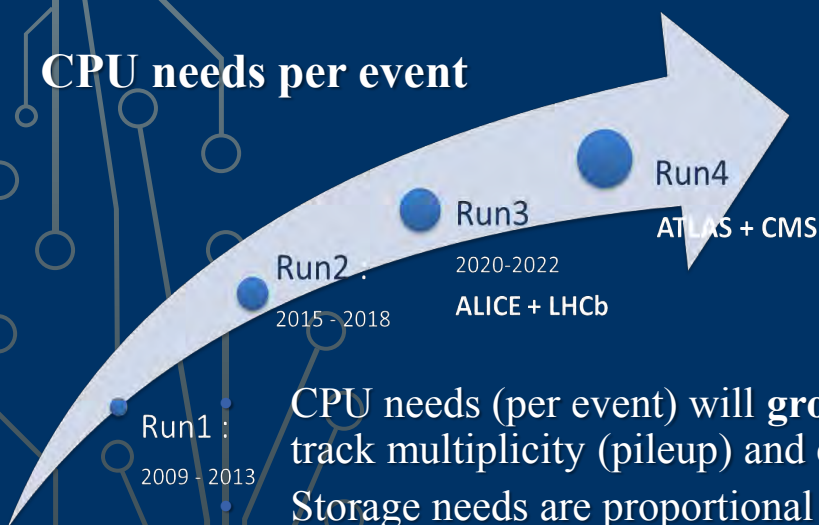 CPU needs per event
Run4
ATLAS + CMS
Run3
2020-2022
ALICE + LHCb
Run2 :
2015 - 2018
Run1 :
2009 - 2013
CPU needs (per event) will
track multiplicity (pileup) and
Storage needs are proportional